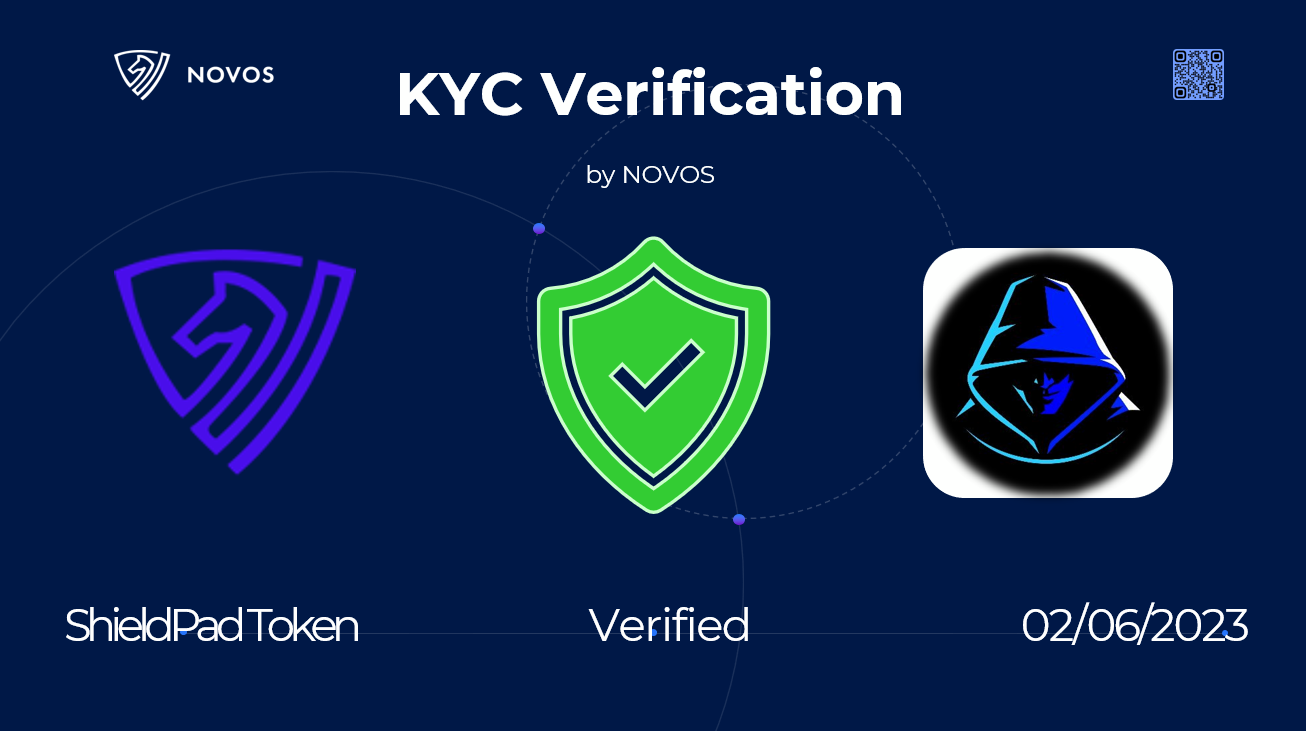 NOVOS
KYC Verification
by NOVOS
ShieldPad Token
Verified
02/06/2023